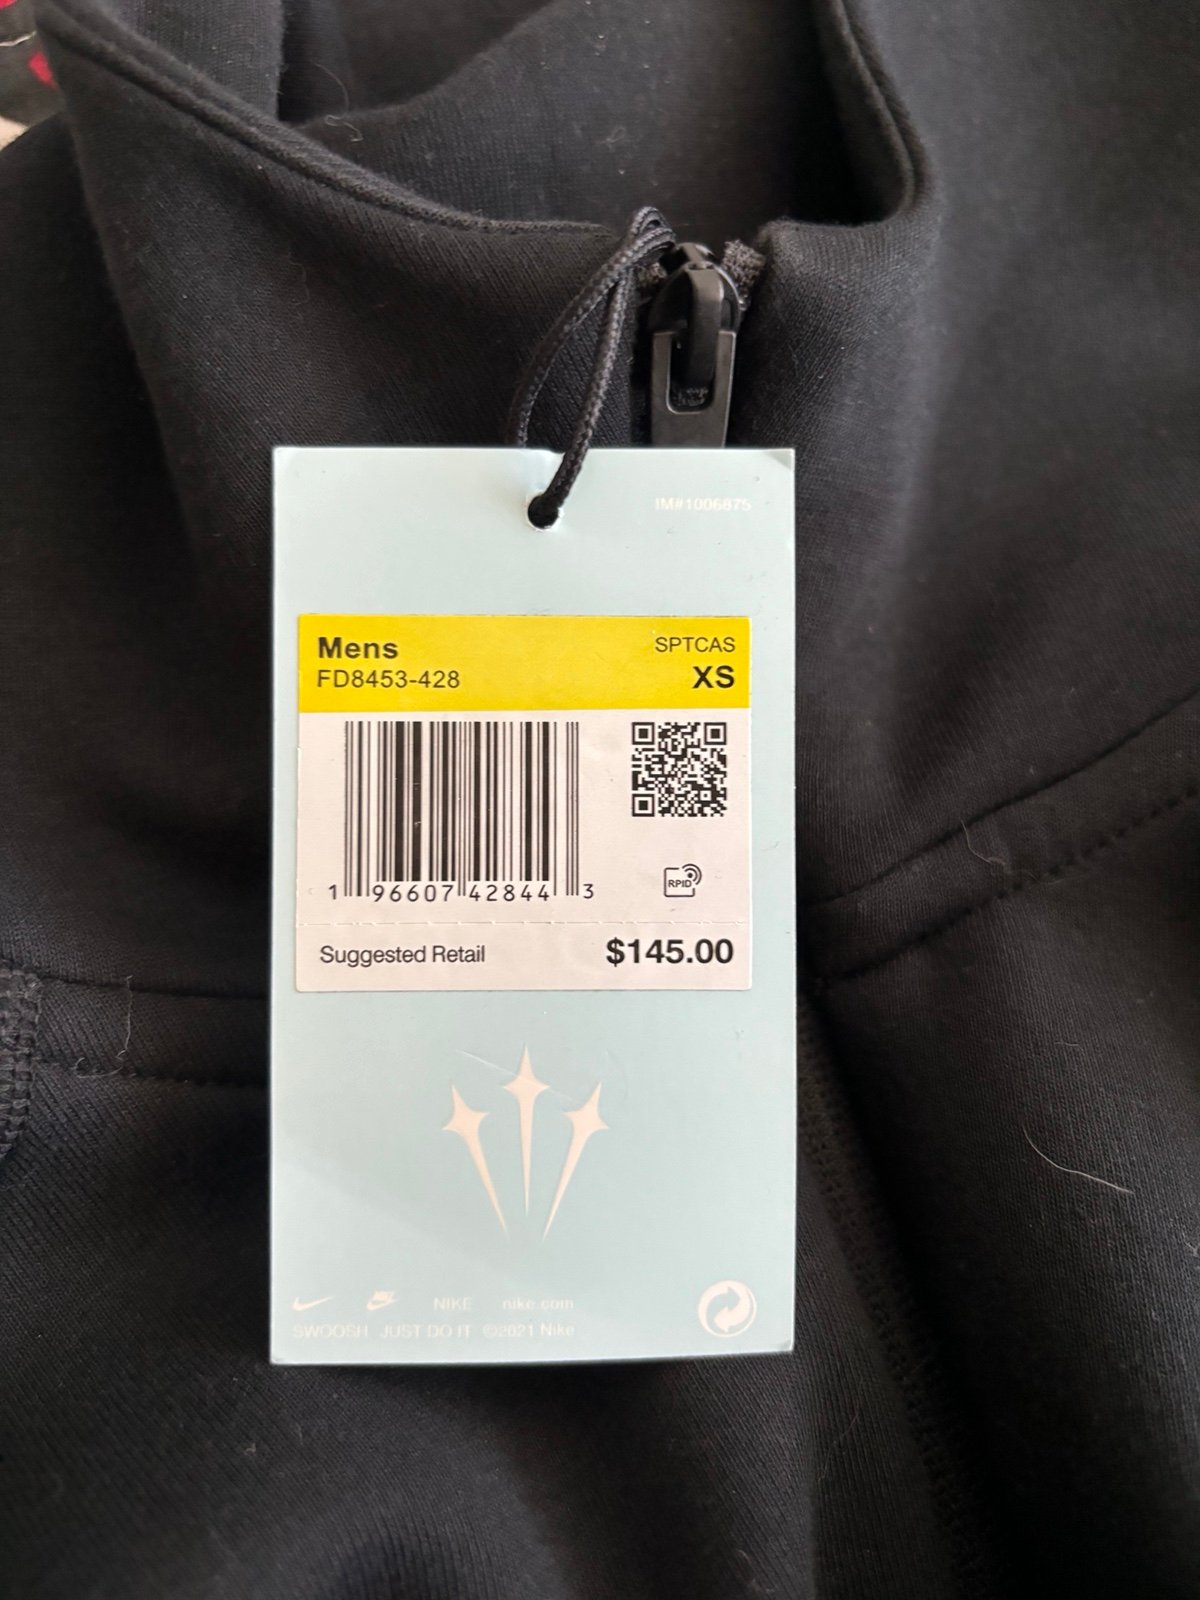 IM#1006875
Mens SPTCAS
FD8453-428 XS
1 96607 42844 3
RPID
Suggested Retail $145.00
NIKE nike.com
SWOOSH JUST DO IT ©2021 Nike